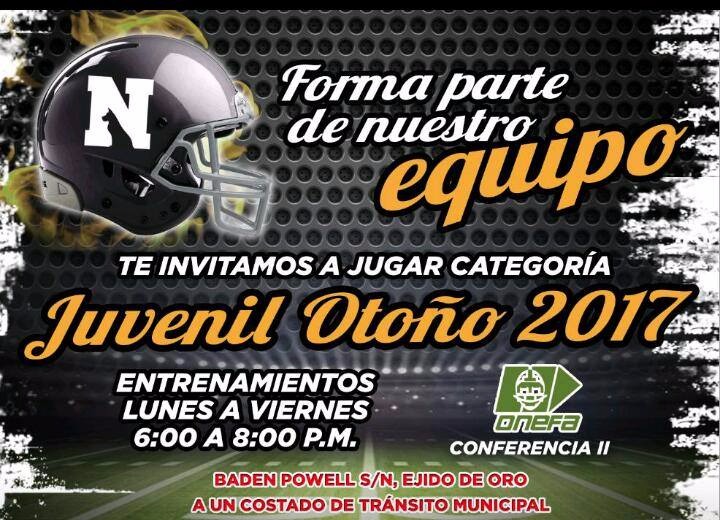 N
Forma parte
de nuestro
equipo
TE INVITAMOS A JUGAR CATEGORÍA
Juvenil Otoño 2017
ENTRENAMIENTOS
LUNES A VIERNES
6:00 A 8:00 P.M.
ONEFA
CONFERENCIA II
BADEN POWELL S/N, EJIDO DE ORO
A UN COSTADO DE TRÁNSITO MUNICIPAL